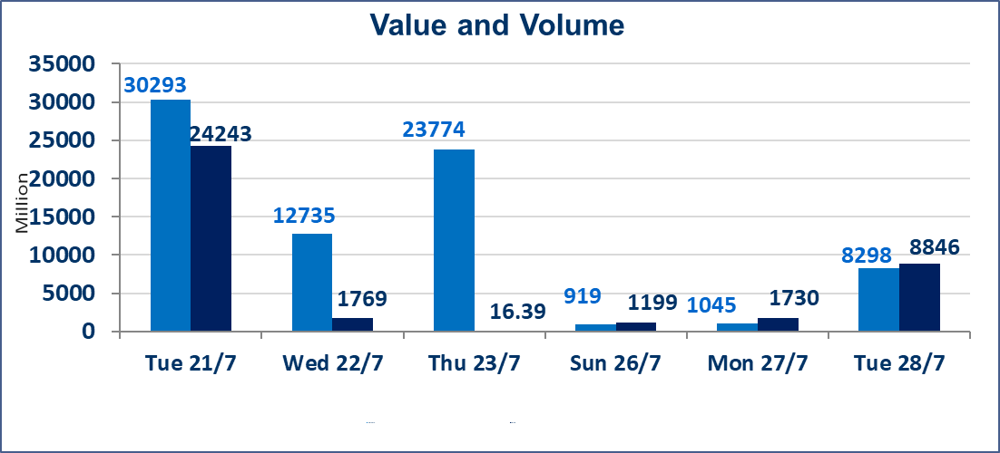 Value and Volume
35000
30000
25000
20000
15000
10000
5000
0
Million
30293
24243
12735
1769
23774
16.39
919
1199
1045
1730
8298
8846
Tue 21/7
Wed 22/7
Thu 23/7
Sun 26/7
Mon 27/7
Tue 28/7